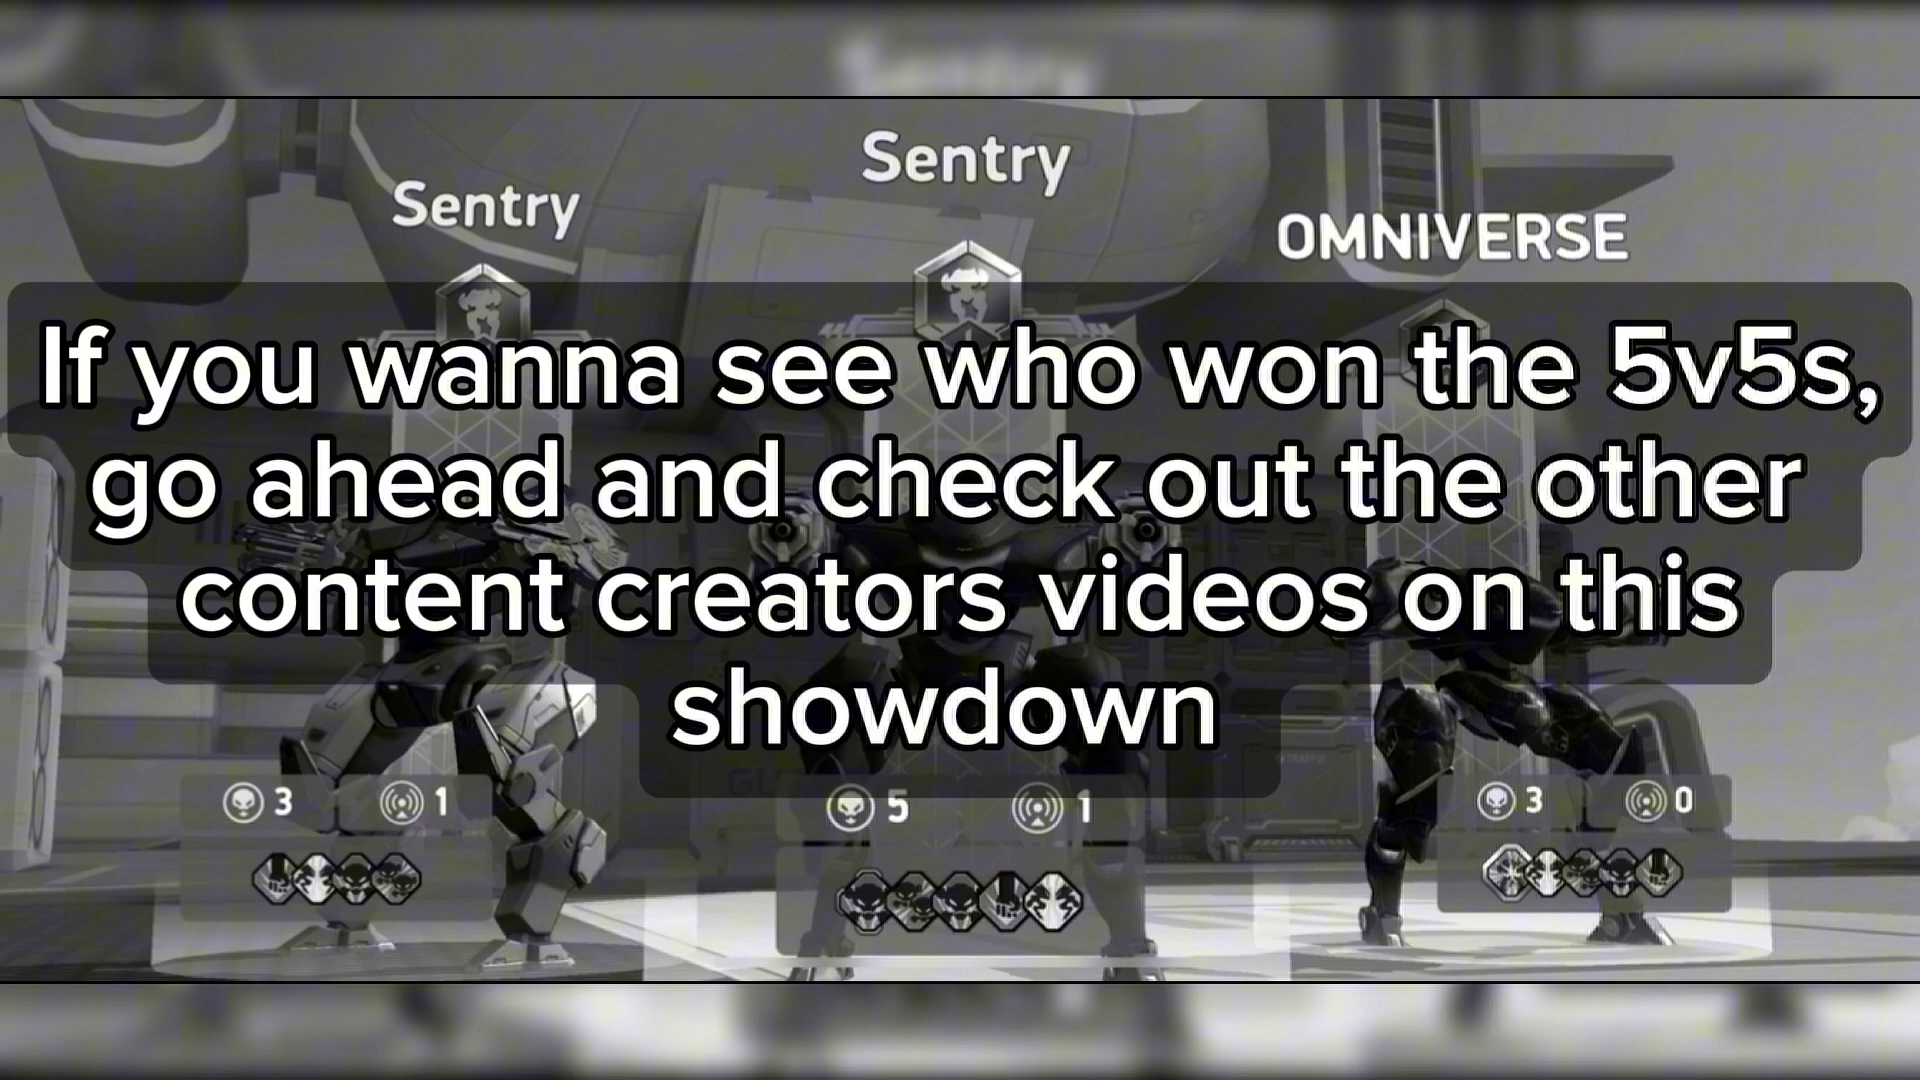 Sentry
Sentry
OMNIVERSE
If you wanna see who won the 5v5s,
go ahead and check out the other
content creators videos on this
showdown
3 1
5 1
3 0